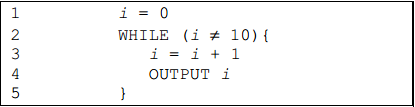 1 i = 0
2 WHILE (i ≠ 10){
3 i = i + 1
4 OUTPUT i
5 }